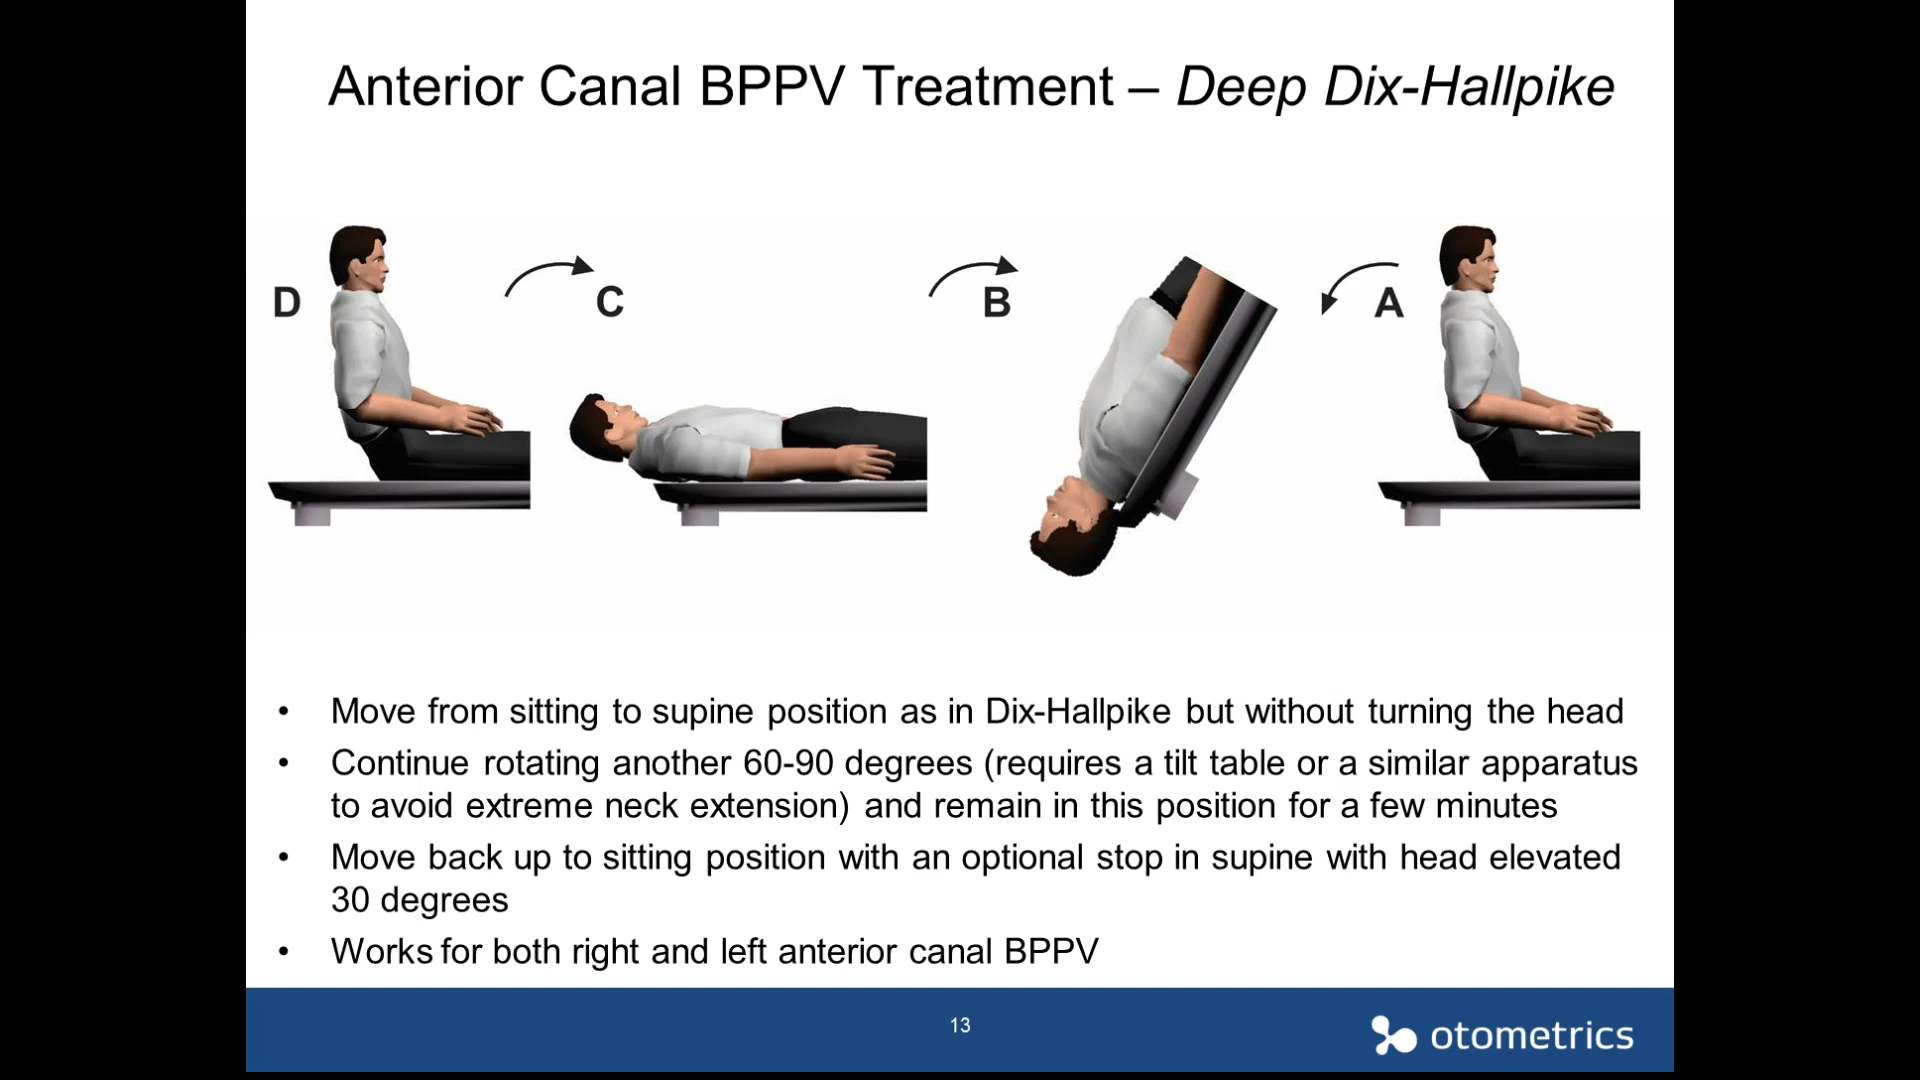 Anterior Canal BPPV Treatment – Deep Dix-Hallpike
D
C
B
A
• Move from sitting to supine position as in Dix-Hallpike but without turning the head
• Continue rotating another 60-90 degrees (requires a tilt table or a similar apparatus
to avoid extreme neck extension) and remain in this position for a few minutes
• Move back up to sitting position with an optional stop in supine with head elevated
30 degrees
• Works for both right and left anterior canal BPPV
13
otometrics